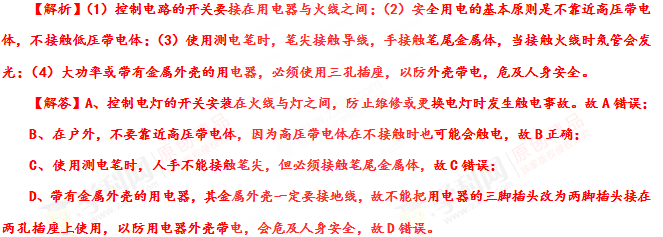 【解析】(1) 控制电路的开关要接在用电器与火线之间；(2) 安全用电的基本原则是不靠近高压带电
体，不接触低压带电体；(3) 使用测电笔时，笔尖接触导线，手接触笔尾金属体，当接触火线时氖管会发
光；(4) 大功率或带有金属外壳的用电器，必须使用三孔插座，以防外壳带电，危及人身安全。
【解答】A、控制电灯的开关安装在火线与灯之间，防止维修或更换电灯时发生触电事故。故 A 错误；
B、在户外，不要靠近高压带电体，因为高压带电体在不接触时也可能会触电，故 B 正确；
C、使用测电笔时，人手不能接触笔尖，但必须接触笔尾金属体，故 C 错误；
D、带有金属外壳的用电器，其金属外壳一定要接地线，故不能把用电器的三脚插头改为两脚插头接在
两孔插座上使用，以防用电器外壳带电，会危及人身安全，故 D 错误。